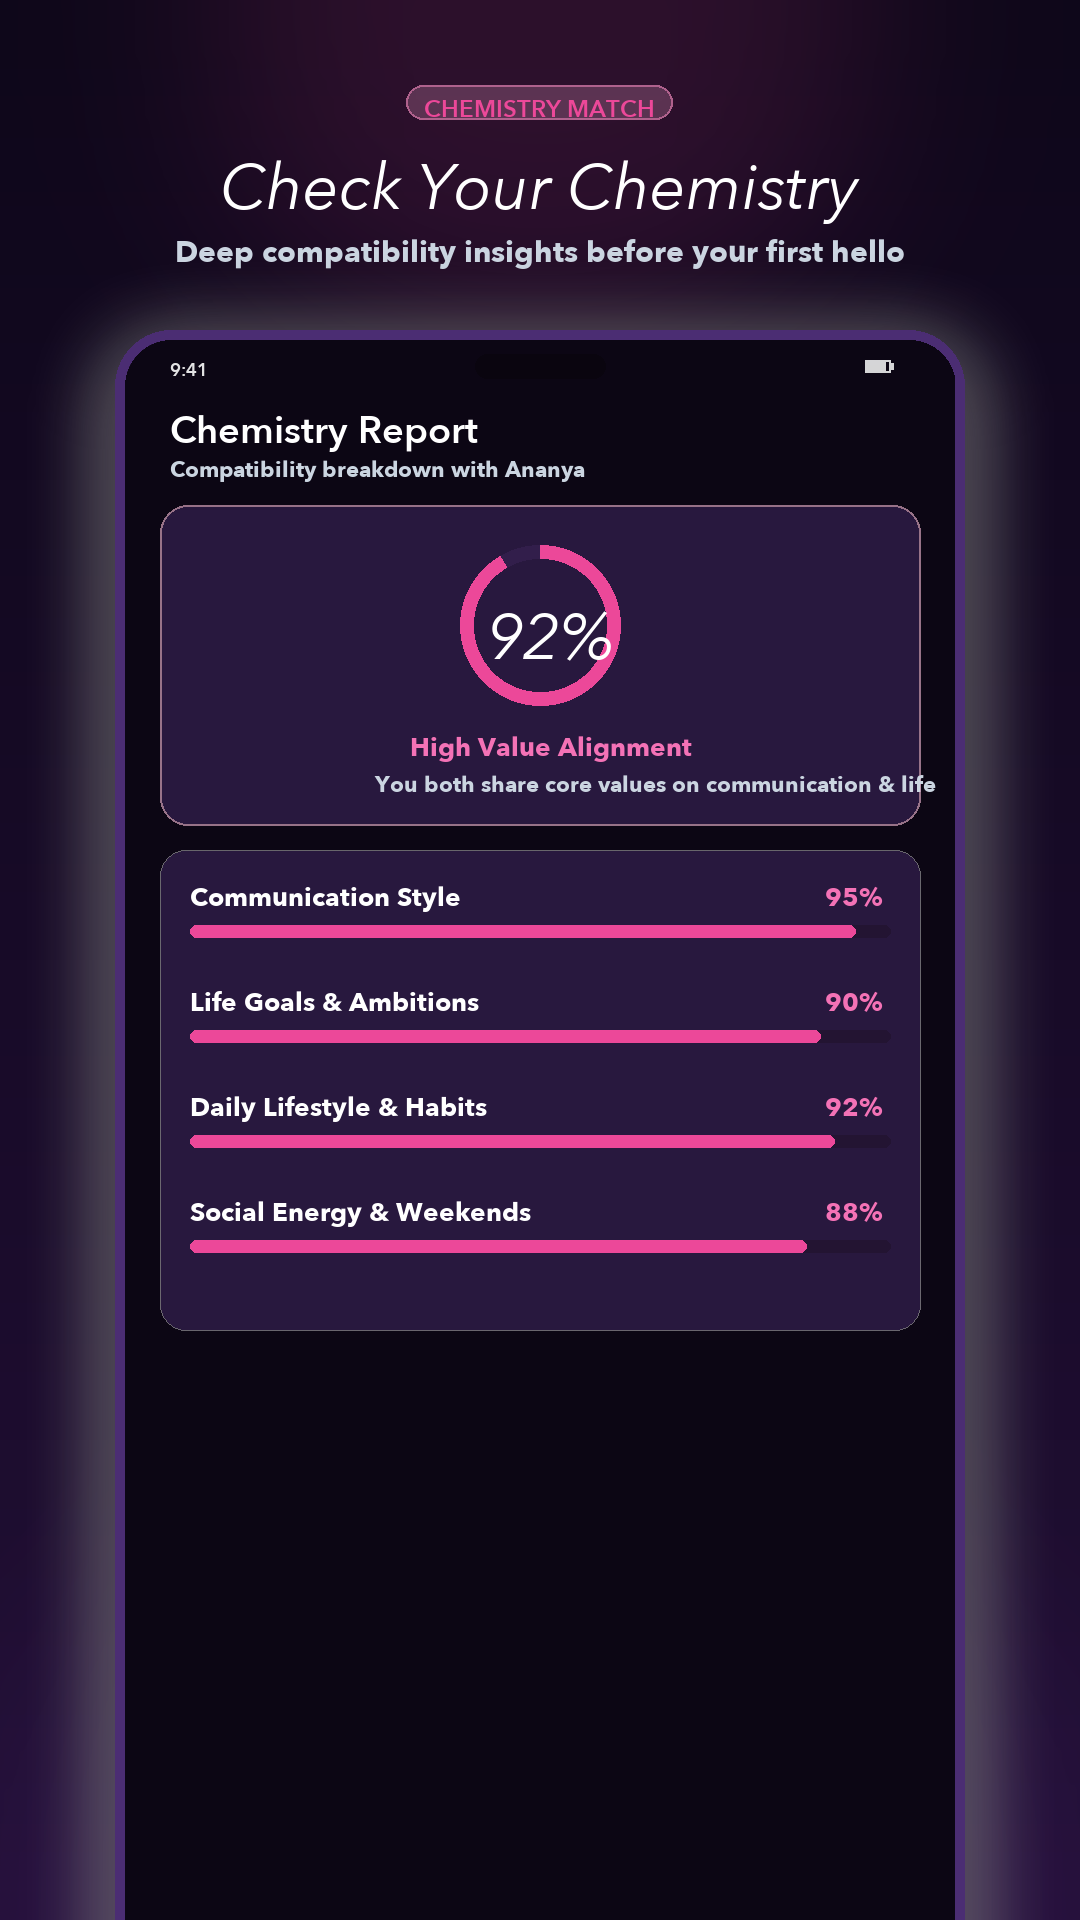 CHEMISTRY MATCH
Check Your Chemistry
Deep compatibility insights before your first hello
9:41
Chemistry Report
Compatibility breakdown with Ananya
92%
High Value Alignment
You both share core values on communication & life
Communication Style 95%
Life Goals & Ambitions 90%
Daily Lifestyle & Habits 92%
Social Energy & Weekends 88%